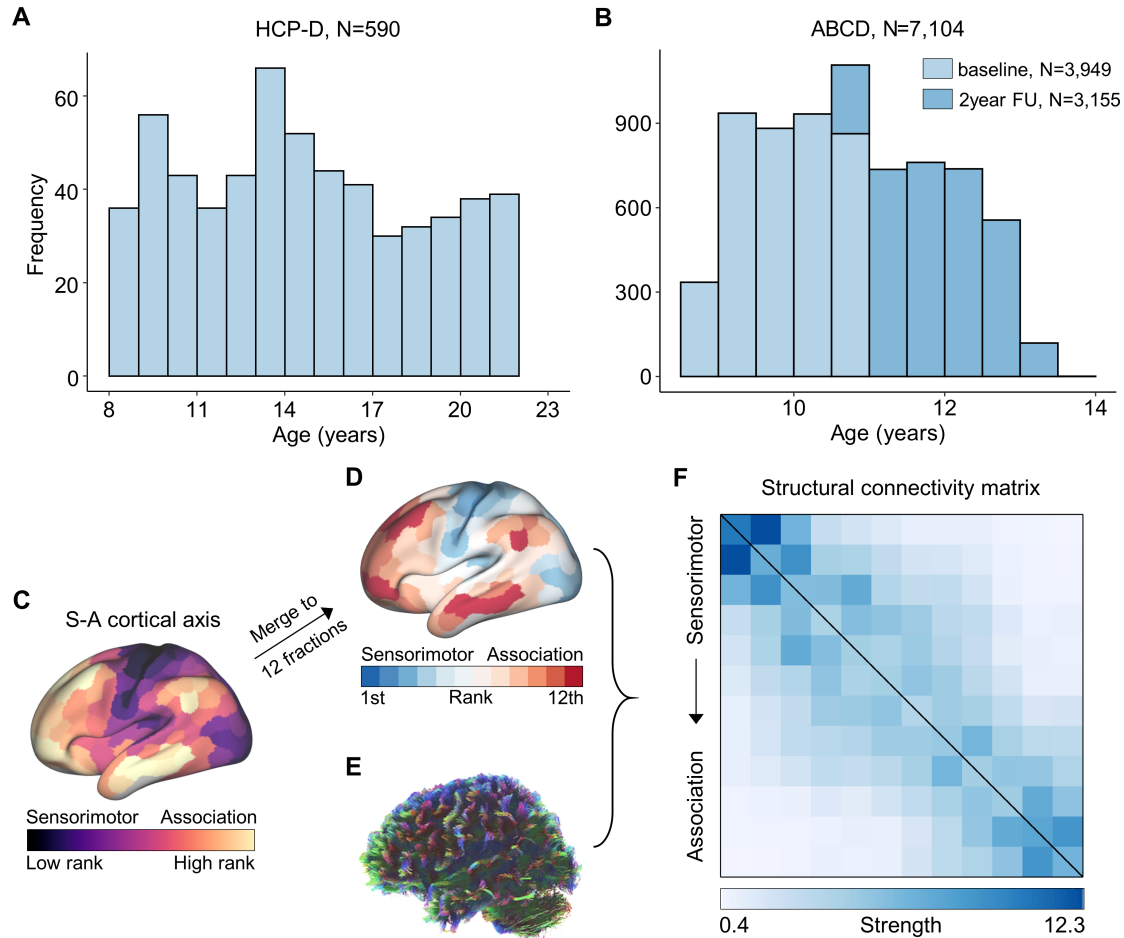 A
HCP-D, N=590
Frequency
60
40
20
0
8 11 14 17 20 23
Age (years)
B
ABCD, N=7,104
baseline, N=3,949
2year FU, N=3,155
900
600
300
0
10 12 14
Age (years)
C
S-A cortical axis
Sensorimotor Association
Low rank High rank
Merge to
12 fractions
D
Sensorimotor Association
1st Rank 12th
E
F
Structural connectivity matrix
Sensorimotor
Association
0.4 Strength 12.3